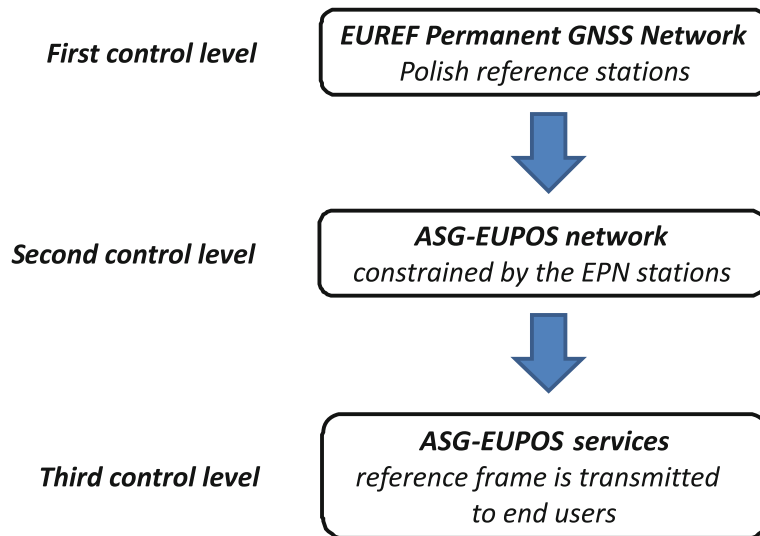 First control level
EUREF Permanent GNSS Network
Polish reference stations
Second control level
ASG-EUPOS network
constrained by the EPN stations
Third control level
ASG-EUPOS services
reference frame is transmitted
to end users